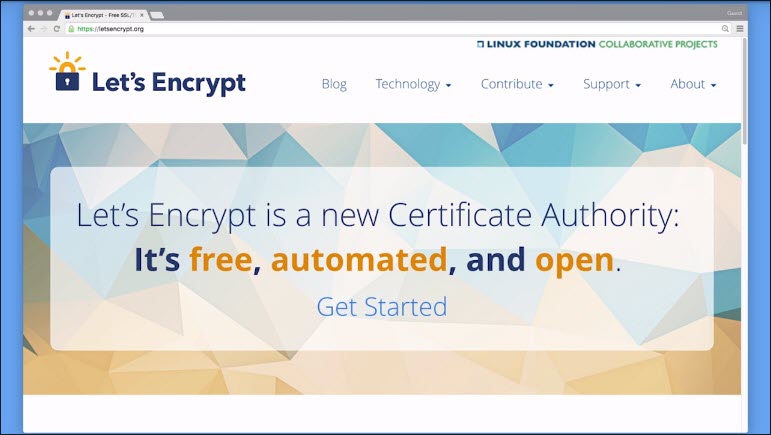 Let's Encrypt - Free SSL/T
Guest
https://letsencrypt.org
LINUX FOUNDATION COLLABORATIVE PROJECTS
Let's Encrypt
Blog Technology Contribute Support About
Let's Encrypt is a new Certificate Authority:
It's free, automated, and open.
Get Started